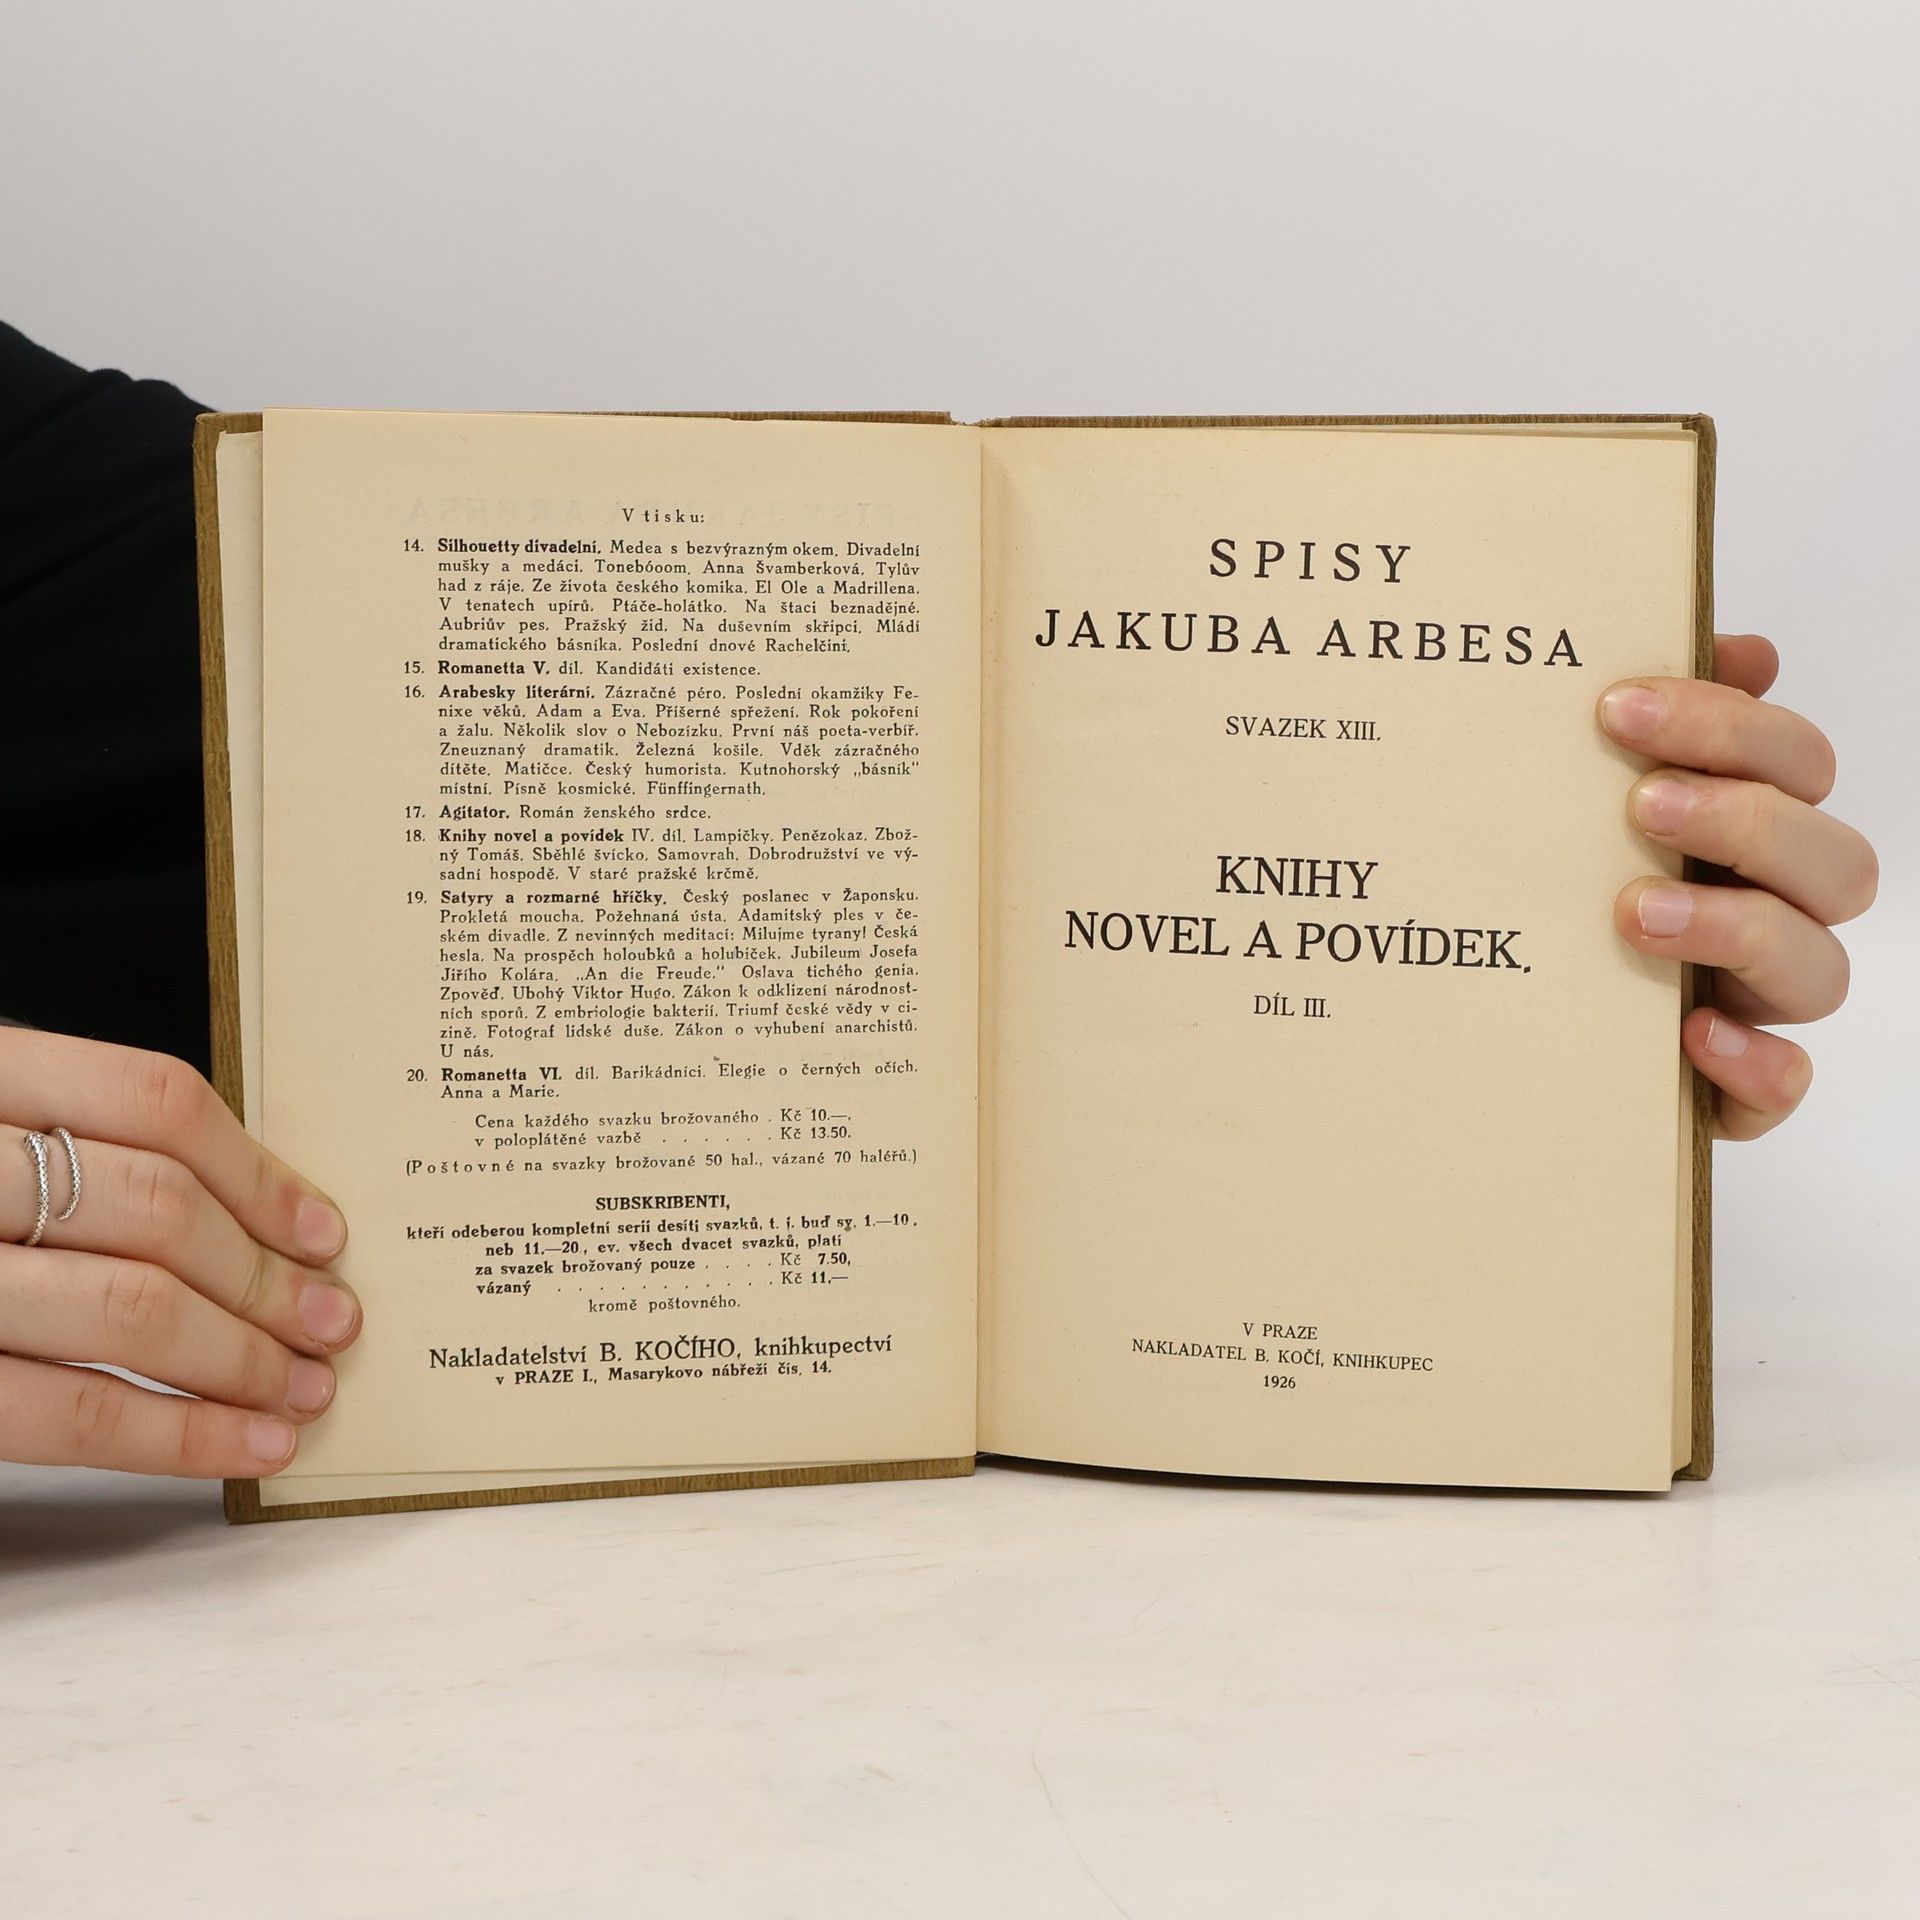 V tisku:
14. Silhouetty divadelní. Medea s bezvýrazným okem. Divadelní
mušky a medáci. Tonebóoom. Anna Švamberková. Tylův
had z ráje. Ze života českého komika. El Ole a Madrillena.
V tenatech upírů. Ptáče-holátko. Na štaci beznadějné.
Aubriův pes. Pražský žid. Na duševním skřipci. Mládí
dramatického básníka. Poslední dnové Rachelčini.
15. Romanetta V. díl. Kandidáti existence.
16. Arabesky literární. Zázračné péro. Poslední okamžiky Fe-
nixe věků. Adam a Eva. Příšerné spřežení. Rok pokoření
a žalu. Několik slov o Nebozízku. První náš poeta-verbíř.
Zneuznaný dramatik. Železná košile. Vděk zázračného
dítěte. Matičce. Český humorista. Kutnohorský „básník"
místní. Písně kosmické. Fünffingernath.
17. Agitator. Román ženského srdce.
18. Knihy novel a povídek IV. díl. Lampičky. Penězokaz. Zbož-
ný Tomáš. Sběhlé švícko. Samovrah. Dobrodružství ve vý-
sadní hospodě. V staré pražské krčmě.
19. Satyry a rozmarné hříčky. Český poslanec v Žaponsku.
Prokletá moucha. Požehnaná ústa. Adamitský ples v če-
ském divadle. Z nevinných meditací: Milujme tyrany! Česká
hesla. Na prospěch holoubků a holubiček. Jubileum Josefa
Jiřího Kolára. „An die Freude." Oslava tichého genia.
Zpověď. Ubohý Viktor Hugo. Zákon k odklizení národnost-
ních sporů. Z embriologie bakterií. Triumf české vědy v ci-
zině. Fotograf lidské duše. Zákon o vyhubení anarchistů.
U nás.
20. Romanetta VI. díl. Barikádníci. Elegie o černých očích.
Anna a Marie.
Cena každého svazku brožovaného . Kč 10.—.
v poloplátěné vazbě . . . . . . Kč 13.50.
(Poštovné na svazky brožované 50 hal., vázané 70 haléřů.)
SUBSKRIBENTI,
kteří odeberou kompletní serii desíti svazků, t. j. buď sv. 1.—10.
neb 11.—20., ev. všech dvacet svazků, platí
za svazek brožovaný pouze . . . . Kč 7.50,
vázaný . . . . . . . . . Kč 11,—
kromě poštovného.
Nakladatelství B. KOČÍHO, knihkupectví
v PRAZE I., Masarykovo nábřeží čís. 14.
SPISY
JAKUBA ARBESA
SVAZEK XIII.
KNIHY
NOVEL A POVÍDEK.
DÍL III.
V PRAZE
NAKLADATEL B. KOČÍ, KNIHKUPEC
1926